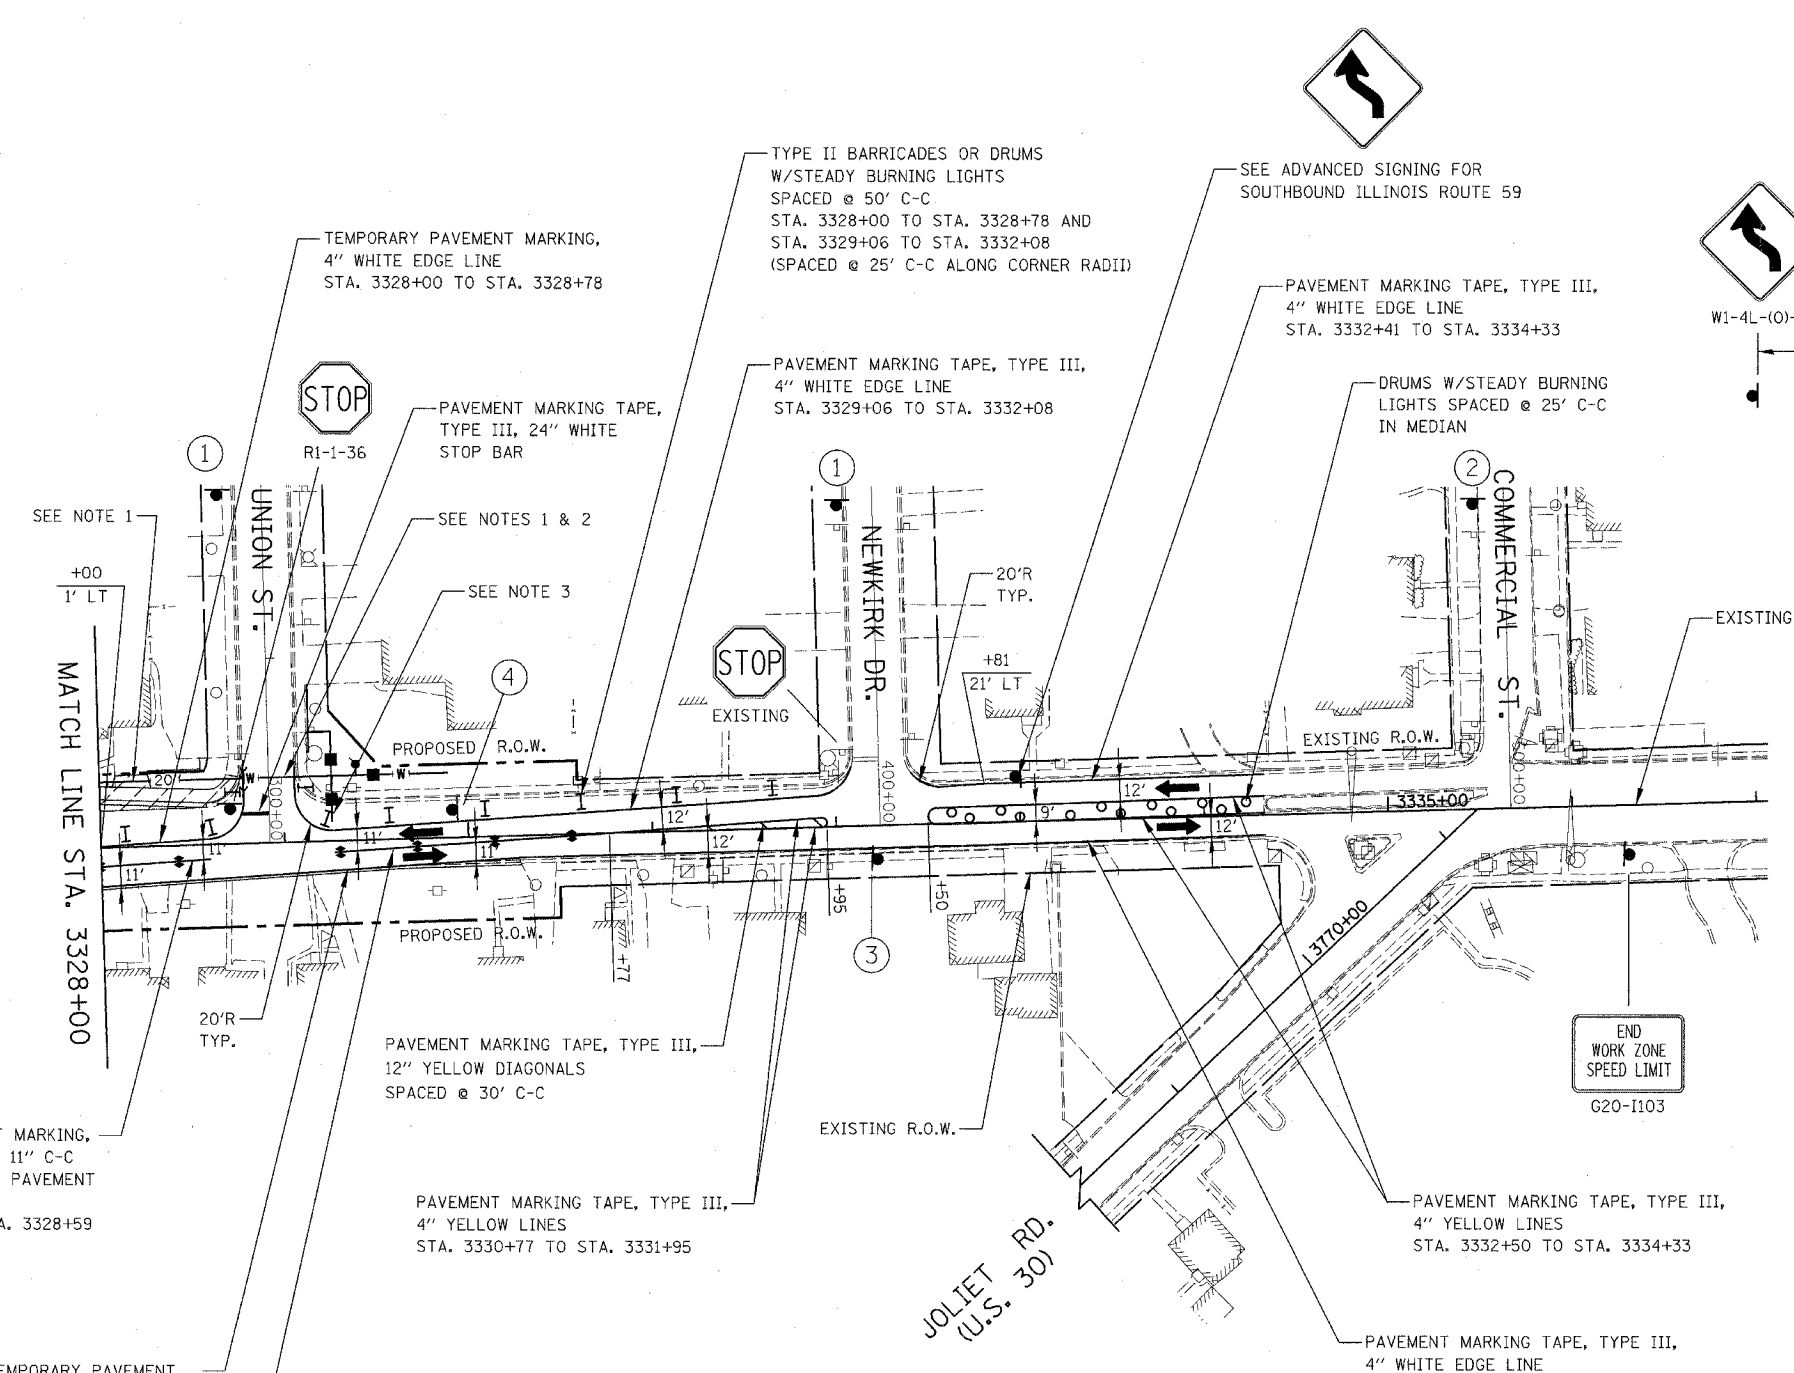 TYPE II BARRICADES OR DRUMS
W/STEADY BURNING LIGHTS
SPACED @ 50' C-C
STA. 3328+00 TO STA. 3328+78 AND
STA. 3329+06 TO STA. 3332+08
(SPACED @ 25' C-C ALONG CORNER RADII)
SEE ADVANCED SIGNING FOR
SOUTHBOUND ILLINOIS ROUTE 59
TEMPORARY PAVEMENT MARKING,
4" WHITE EDGE LINE
STA. 3328+00 TO STA. 3328+78
PAVEMENT MARKING TAPE, TYPE III,
4" WHITE EDGE LINE
STA. 3332+41 TO STA. 3334+33
W1-4L-(O)-
STOP
R1-1-36
PAVEMENT MARKING TAPE,
TYPE III, 24" WHITE
STOP BAR
PAVEMENT MARKING TAPE, TYPE III,
4" WHITE EDGE LINE
STA. 3329+06 TO STA. 3332+08
DRUMS W/STEADY BURNING
LIGHTS SPACED @ 25' C-C
IN MEDIAN
1
1
2
SEE NOTE 1
UNION ST.
SEE NOTES 1 & 2
NEWKIRK DR.
COMMERCIAL ST.
+00
1' LT
SEE NOTE 3
20'R
TYP.
EXISTING
MATCH LINE STA. 3328+00
4
STOP
EXISTING
+81
21' LT
PROPOSED R.O.W.
EXISTING R.O.W.
20'
W
W
400+00
12'
3335+00
11'
11'
11'
11'
12'
12'
9'
12'
+95
+50
+77
PROPOSED R.O.W.
3
3770+00
20'R
TYP.
PAVEMENT MARKING TAPE, TYPE III,
12" YELLOW DIAGONALS
SPACED @ 30' C-C
END
WORK ZONE
SPEED LIMIT
G20-I103
EXISTING R.O.W.
T MARKING,
11" C-C
PAVEMENT
A. 3328+59
PAVEMENT MARKING TAPE, TYPE III,
4" YELLOW LINES
STA. 3330+77 TO STA. 3331+95
PAVEMENT MARKING TAPE, TYPE III,
4" YELLOW LINES
STA. 3332+50 TO STA. 3334+33
JOLIET RD.
(U.S. 30)
PAVEMENT MARKING TAPE, TYPE III,
4" WHITE EDGE LINE
TEMPORARY PAVEMENT